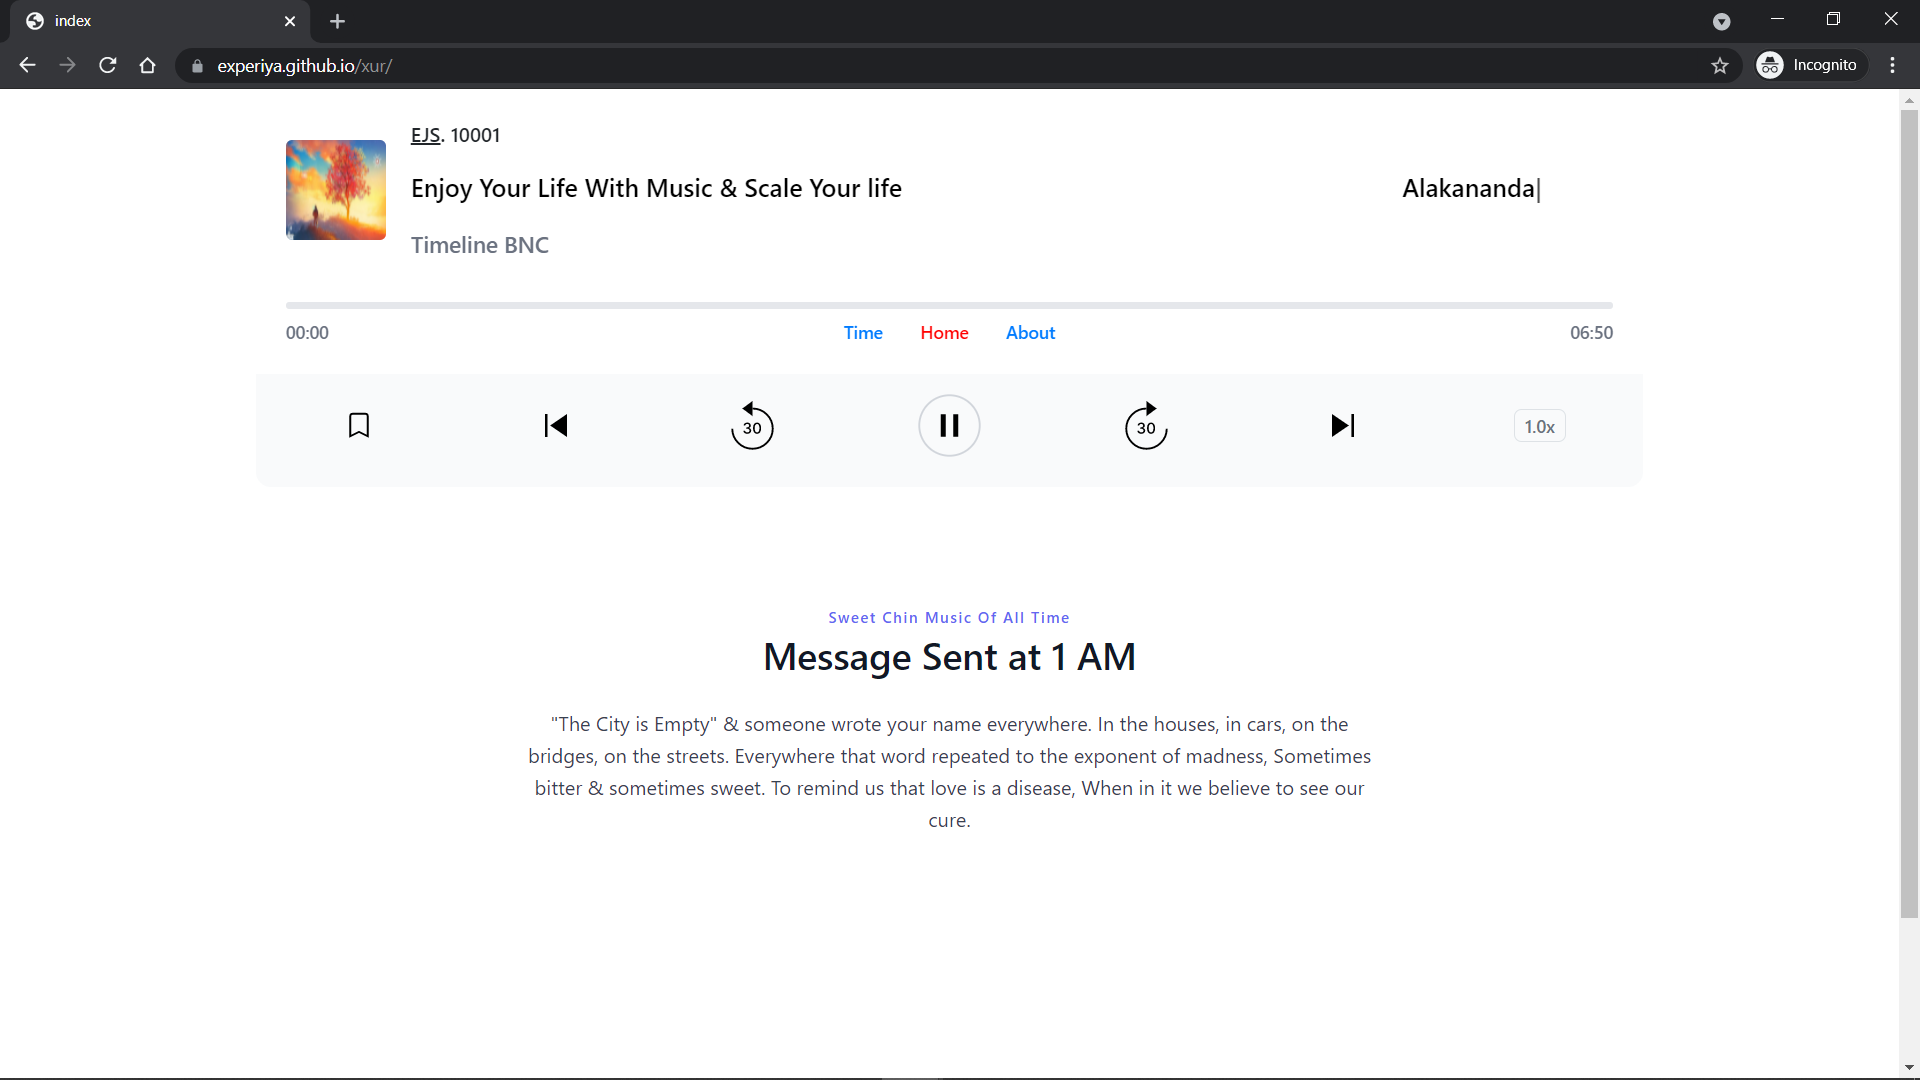 index
experiya.github.io/xur/
Incognito
EJS. 10001
Enjoy Your Life With Music & Scale Your life
Alakananda|
Timeline BNC
00:00
Time
Home
About
06:50
30
30
1.0x
Sweet Chin Music Of All Time
Message Sent at 1 AM
"The City is Empty" & someone wrote your name everywhere. In the houses, in cars, on the
bridges, on the streets. Everywhere that word repeated to the exponent of madness, Sometimes
bitter & sometimes sweet. To remind us that love is a disease, When in it we believe to see our
cure.